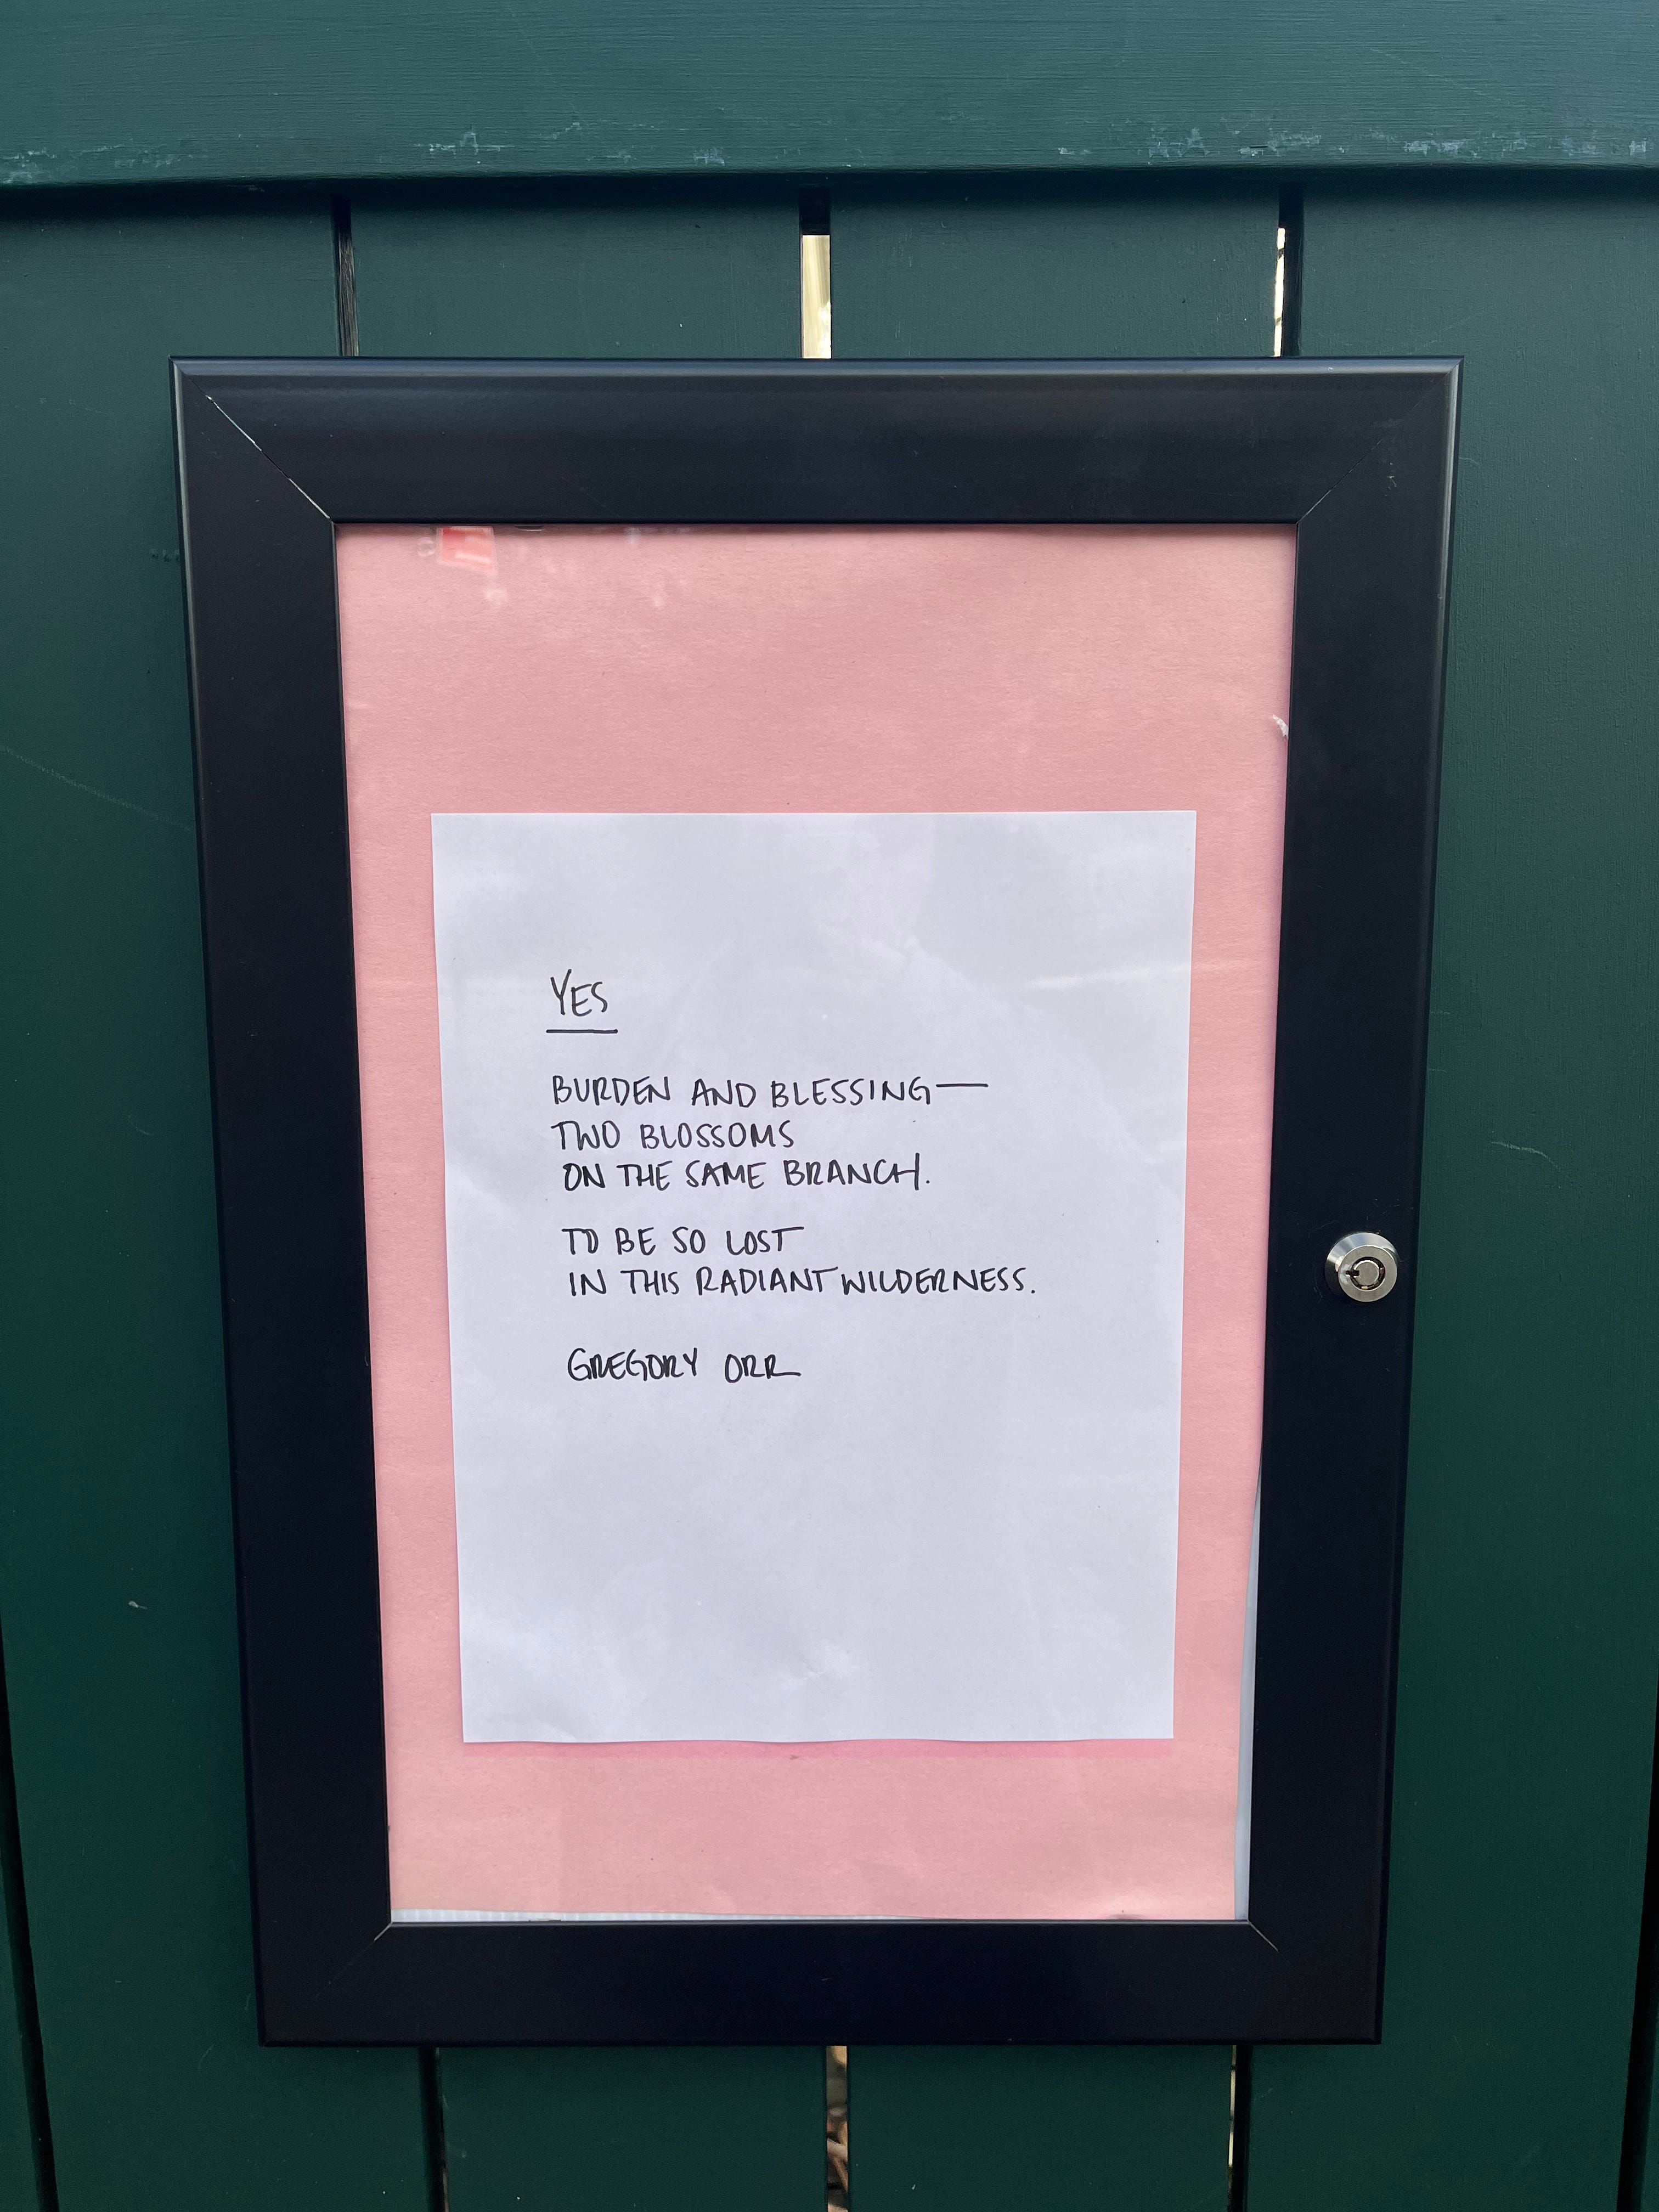 YES
BURDEN AND BLESSING—
TWO BLOSSOMS
ON THE SAME BRANCH.
TO BE SO LOST
IN THIS RADIANT WILDERNESS.
GREGORY ORR